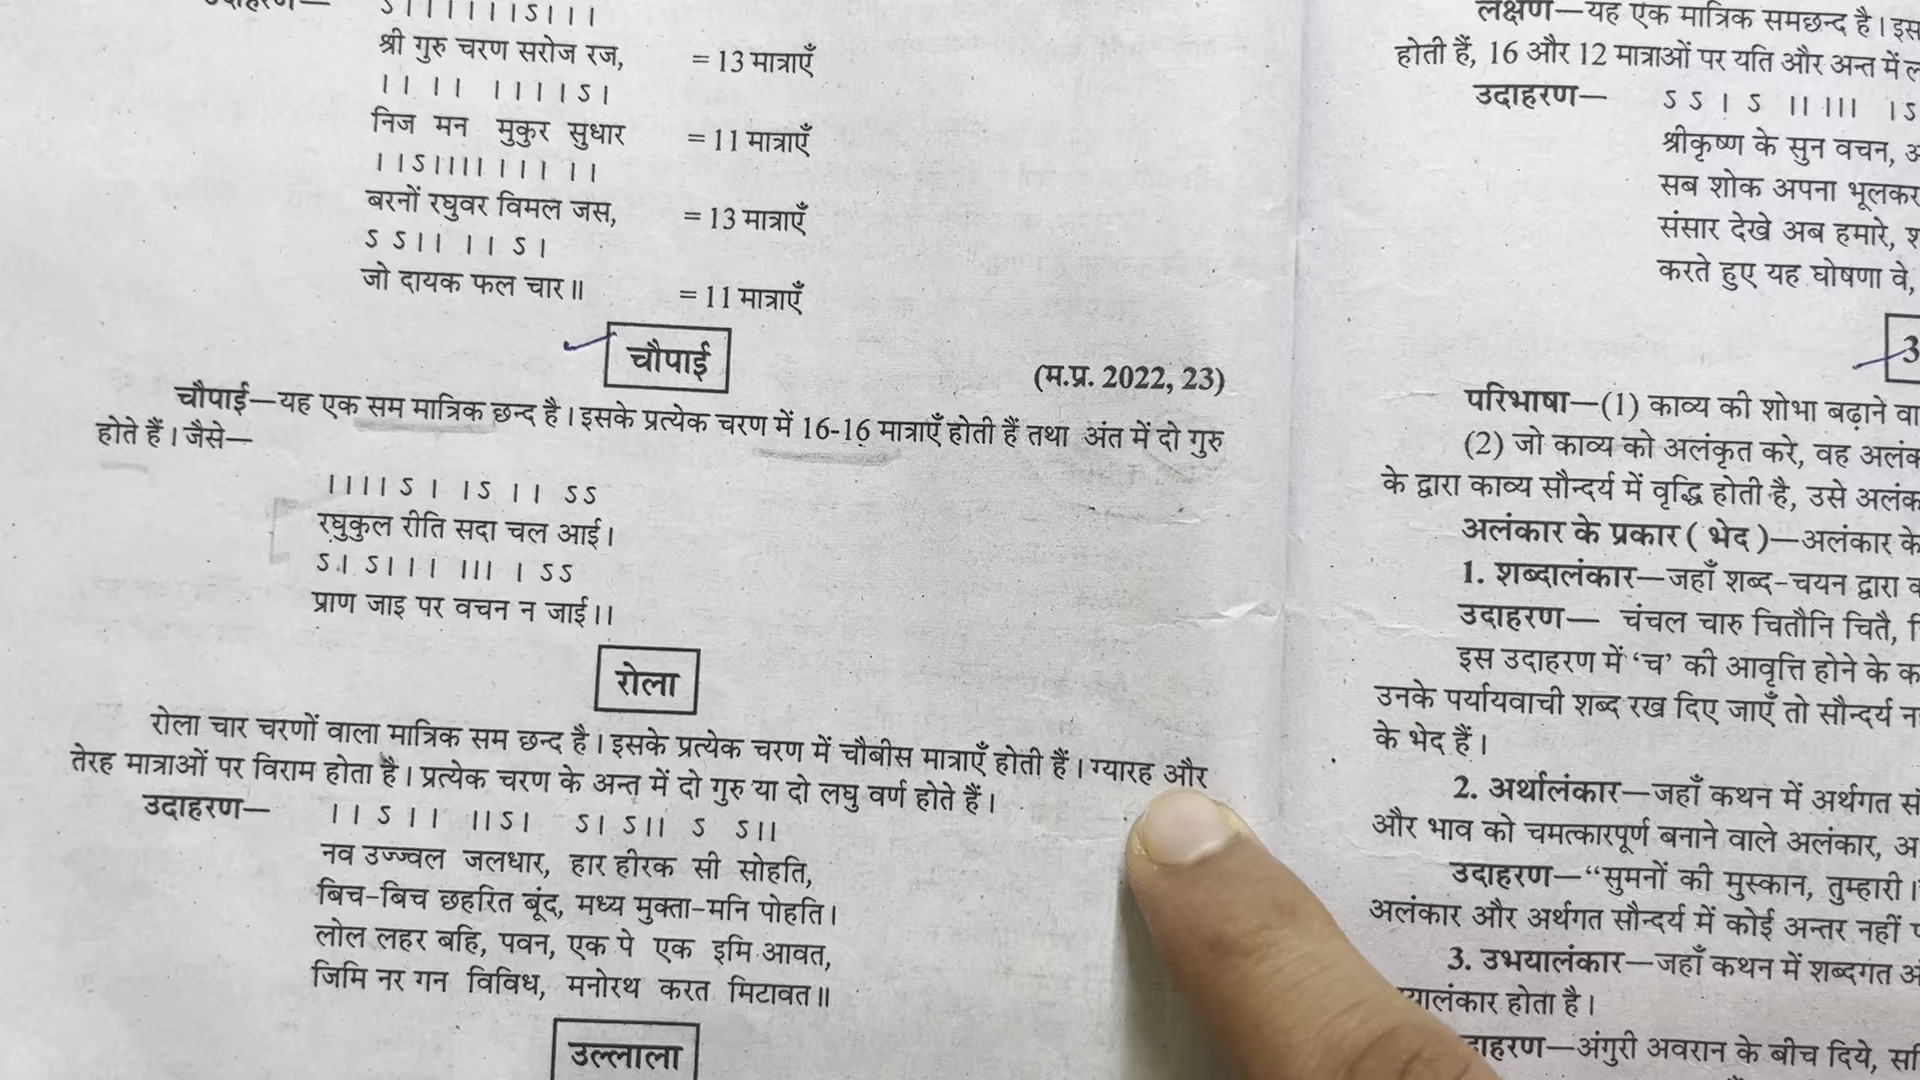 उदाहरण—
S I I I I I I S I I I
श्री गुरु चरण सरोज रज, = 13 मात्राएँ
I I I I I I I I S I
निज मन मुकुर सुधार = 11 मात्राएँ
I I S I I I I I I I I I
बरनों रघुवर विमल जस, = 13 मात्राएँ
S S I I I I S I
जो दायक फल चार॥ = 11 मात्राएँ
चौपाई
(म.प्र. 2022, 23)
चौपाई—यह एक सम मात्रिक छन्द है। इसके प्रत्येक चरण में 16-16 मात्राएँ होती हैं तथा अंत में दो गुरु
होते हैं। जैसे—
I I I I S I I S I I S S
रघुकुल रीति सदा चल आई।
S I S I I I I I I I S S
प्राण जाइ पर वचन न जाई।।
रोला
रोला चार चरणों वाला मात्रिक सम छन्द है। इसके प्रत्येक चरण में चौबीस मात्राएँ होती हैं। ग्यारह और
तेरह मात्राओं पर विराम होता है। प्रत्येक चरण के अन्त में दो गुरु या दो लघु वर्ण होते हैं।
उदाहरण— I I S I I I I S I S I S I I S S I I
नव उज्ज्वल जलधार, हार हीरक सी सोहति,
बिच-बिच छहरित बूंद, मध्य मुक्ता-मनि पोहति।
लोल लहर बहि, पवन, एक पे एक इमि आवत,
जिमि नर गन विविध, मनोरथ करत मिटावत॥
उल्लाला
लक्षण—यह एक मात्रिक समछन्द है। इस
होती हैं, 16 और 12 मात्राओं पर यति और अन्त में
उदाहरण— S S I S I I I I I I S
श्रीकृष्ण के सुन वचन,
सब शोक अपना भूलकर
संसार देखे अब हमारे,
करते हुए यह घोषणा वे,
3
परिभाषा—(1) काव्य की शोभा बढ़ाने
(2) जो काव्य को अलंकृत करे, वह
के द्वारा काव्य सौन्दर्य में वृद्धि होती है, उसे
अलंकार के प्रकार ( भेद )—अलंकार के
1. शब्दालंकार—जहाँ शब्द-चयन द्वारा
उदाहरण— चंचल चारु चितौनि चितै,
इस उदाहरण में ‘च’ की आवृत्ति होने के
उनके पर्यायवाची शब्द रख दिए जाएँ तो सौन्दर्य
के भेद हैं।
2. अर्थालंकार—जहाँ कथन में अर्थगत
और भाव को चमत्कारपूर्ण बनाने वाले अलंकार,
उदाहरण—“सुमनों की मुस्कान, तुम्हारी।
अलंकार और अर्थगत सौन्दर्य में कोई अन्तर नहीं
3. उभयालंकार—जहाँ कथन में शब्दगत
होता है।
अंगुरी अवरान के बीच दिये,